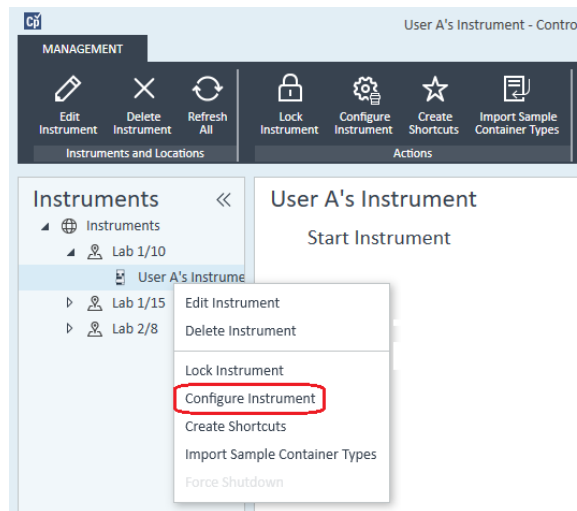 Cp
User A's Instrument - Contro
MANAGEMENT
Edit Instrument
Delete Instrument
Refresh All
Lock Instrument
Configure Instrument
Create Shortcuts
Import Sample Container Types
Instruments and Locations
Actions
Instruments
Instruments
Lab 1/10
User A's Instrume
Lab 1/15
Lab 2/8
User A's Instrument
Start Instrument
Edit Instrument
Delete Instrument
Lock Instrument
Configure Instrument
Create Shortcuts
Import Sample Container Types
Force Shutdown